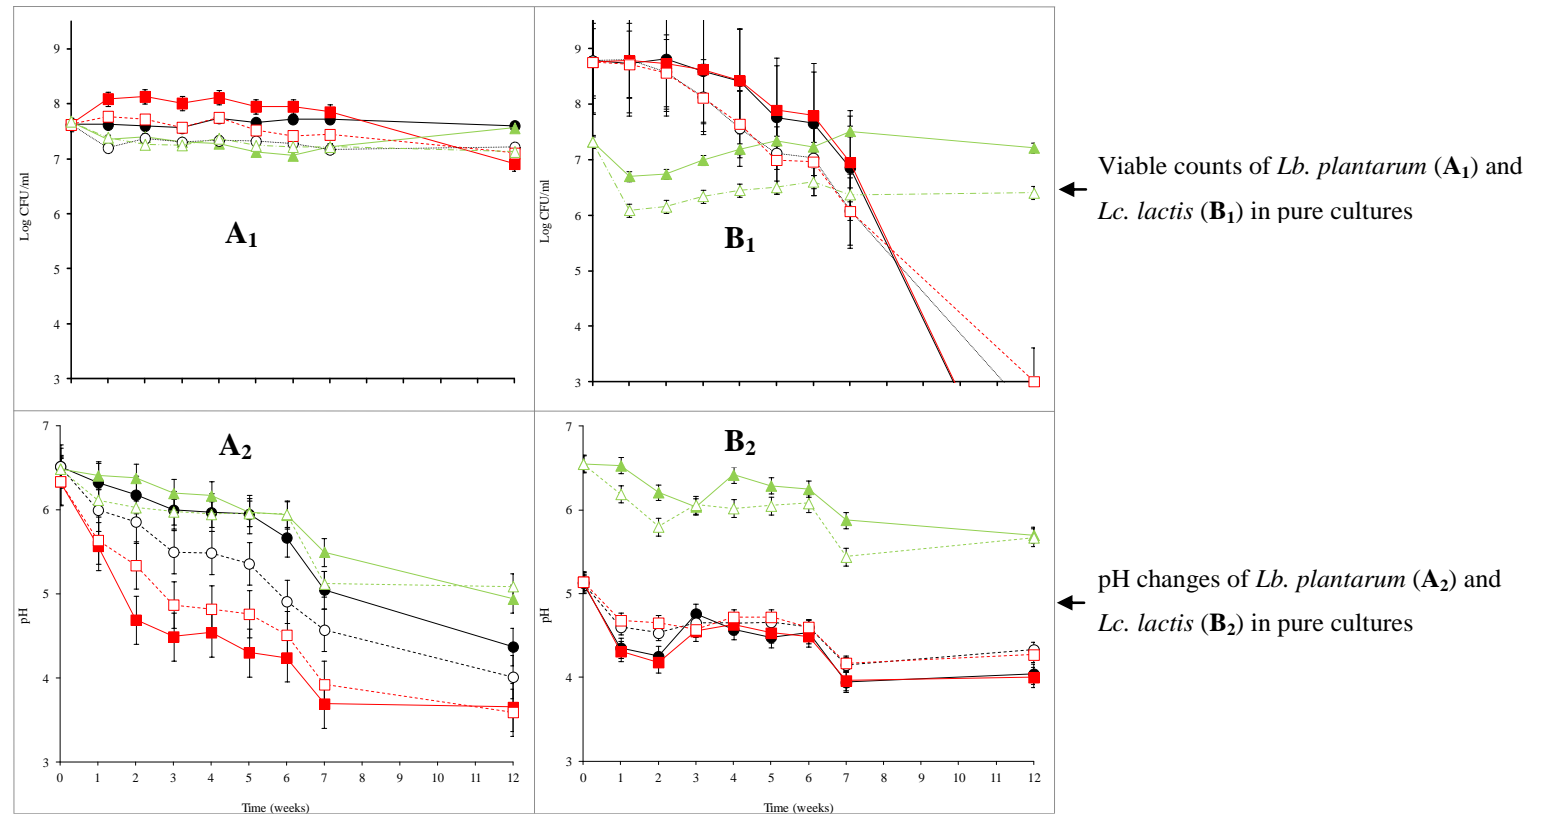 9
8
7
6
5
4
3
Log CFU/ml
A1
9
8
7
6
5
4
3
Log CFU/ml
B1
Viable counts of Lb. plantarum (A1) and
Lc. lactis (B1) in pure cultures
7
6
5
4
3
pH
A2
0 1 2 3 4 5 6 7 8 9 10 11 12
Time (weeks)
7
6
5
4
3
pH
B2
0 1 2 3 4 5 6 7 8 9 10 11 12
Time (weeks)
pH changes of Lb. plantarum (A2) and
Lc. lactis (B2) in pure cultures